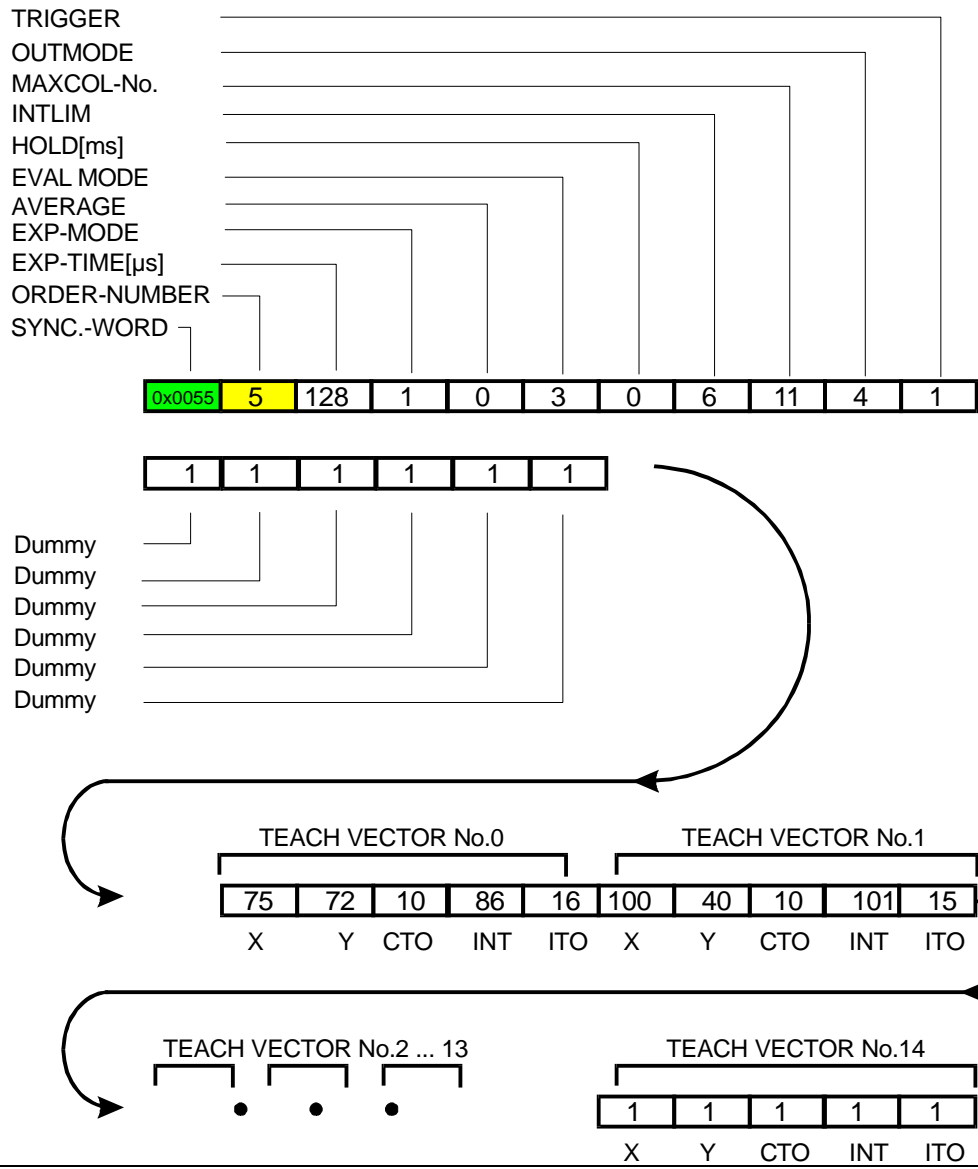 TRIGGER
OUTMODE
MAXCOL-No.
INTLIM
HOLD[ms]
EVAL MODE
AVERAGE
EXP-MODE
EXP-TIME[µs]
ORDER-NUMBER
SYNC.-WORD
0x0055 5 128 1 0 3 0 6 11 4 1
1 1 1 1 1 1
Dummy
Dummy
Dummy
Dummy
Dummy
Dummy
TEACH VECTOR No.0 TEACH VECTOR No.1
75 72 10 86 16 100 40 10 101 15
X Y CTO INT ITO X Y CTO INT ITO
TEACH VECTOR No.2 ... 13 TEACH VECTOR No.14
1 1 1 1 1
X Y CTO INT ITO